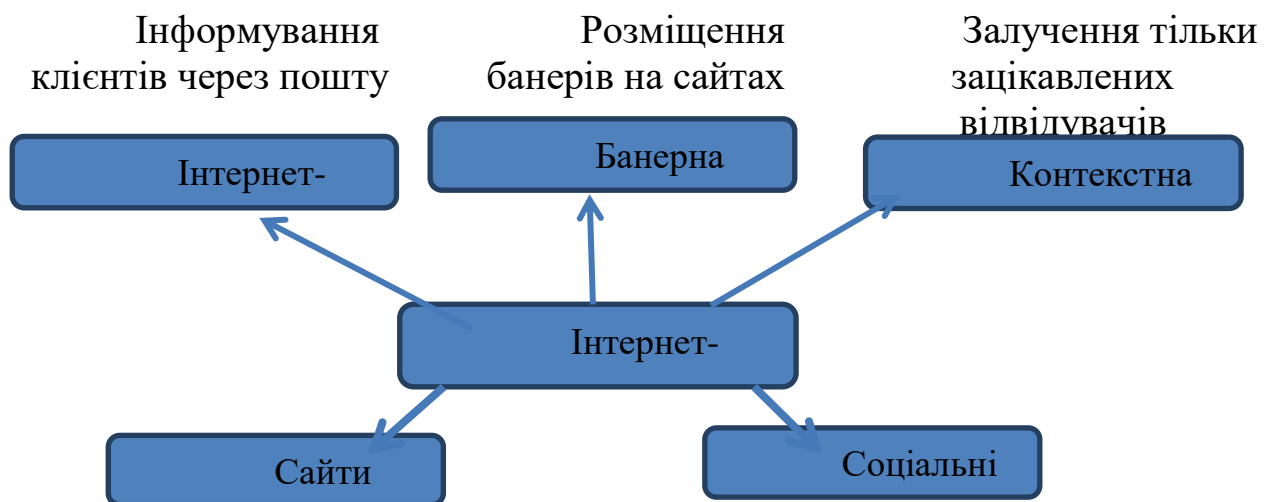 Інформування
клієнтів через пошту
Розміщення
банерів на сайтах
Залучення тільки
зацікавлених
відвідувачів
Інтернет-
Банерна
Контекстна
Інтернет-
Сайти
Соціальні